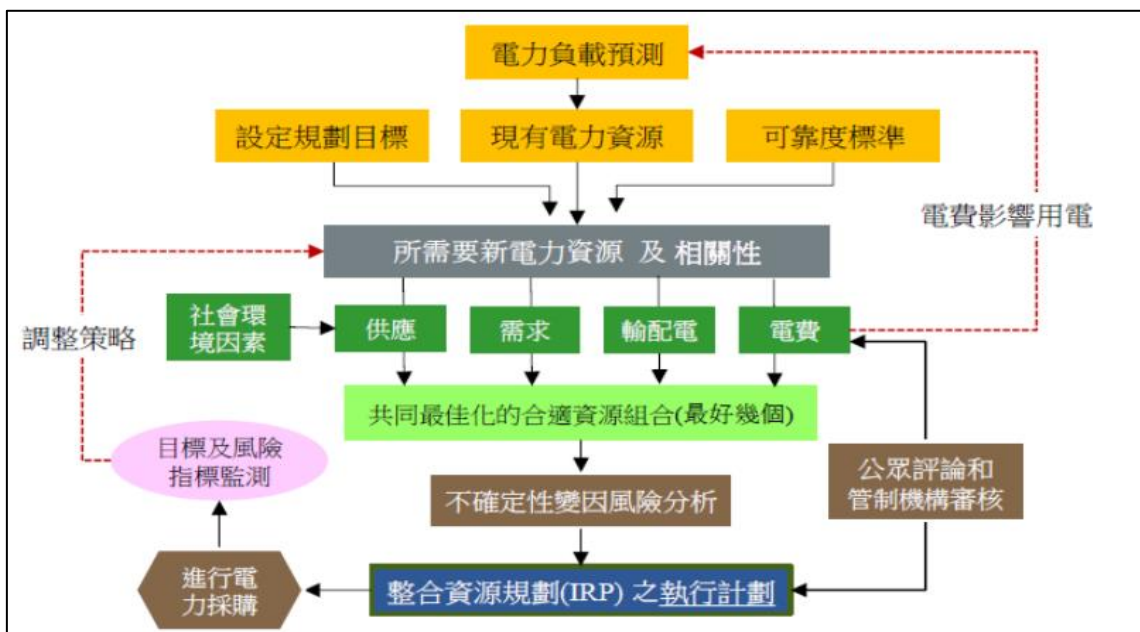 電力負載預測
設定規劃目標
現有電力資源
可靠度標準
電費影響用電
所需要新電力資源 及 相關性
調整策略
社會環
境因素
供應
需求
輸配電
電費
共同最佳化的合適資源組合(最好幾個)
目標及風險
指標監測
不確定性變因風險分析
公眾評論和
管制機構審核
進行電
力採購
整合資源規劃(IRP) 之執行計劃